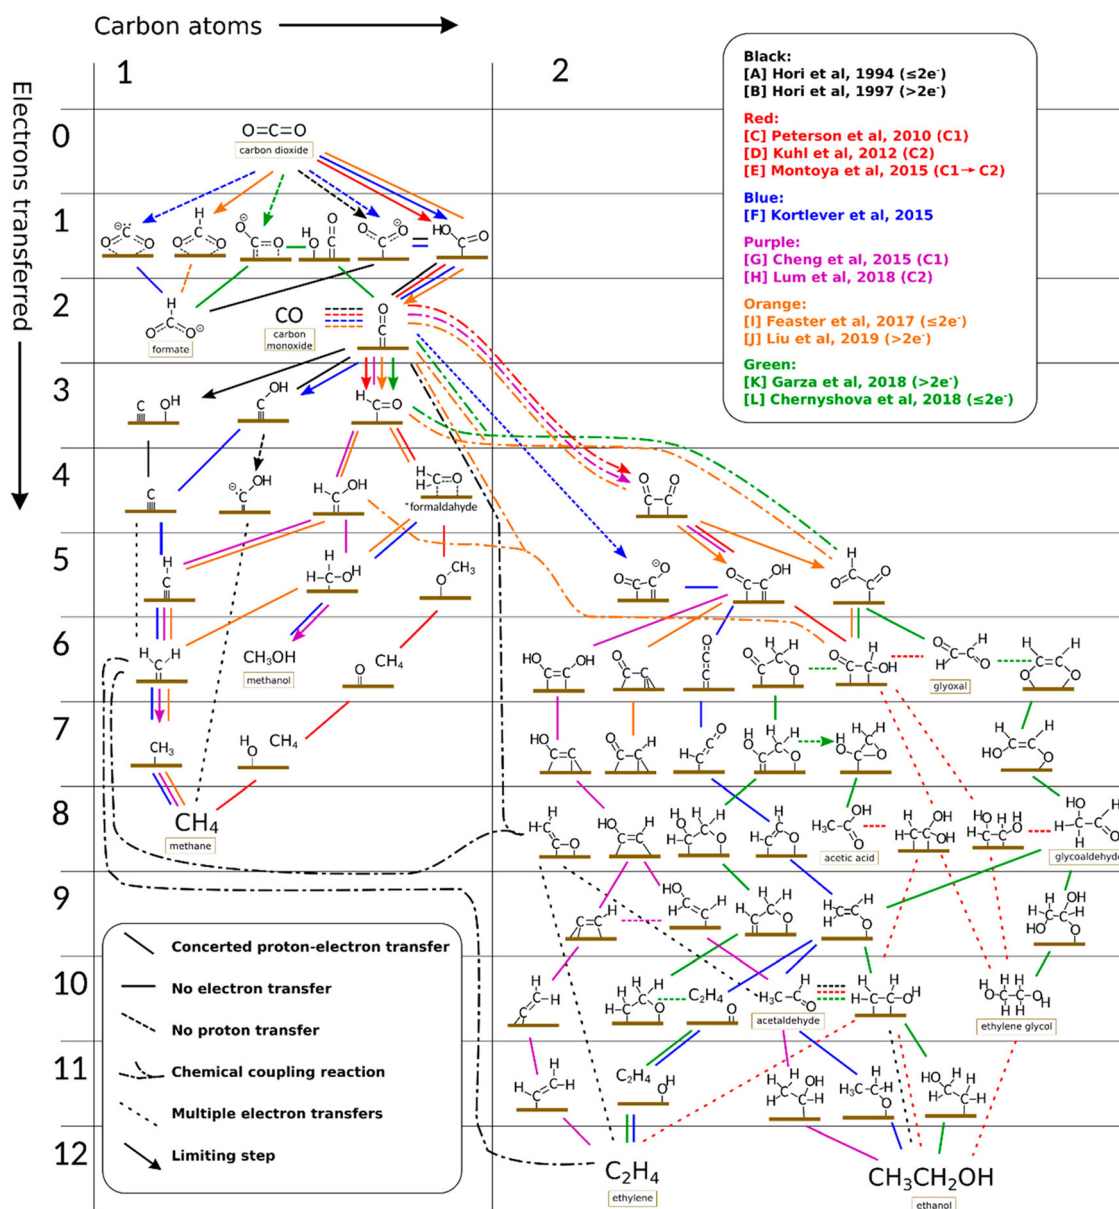 Carbon atoms
1
2
Electrons transferred
Black:
[A] Hori et al, 1994 (≤2e⁻)
[B] Hori et al, 1997 (>2e⁻)
Red:
[C] Peterson et al, 2010 (C1)
[D] Kuhl et al, 2012 (C2)
[E] Montoya et al, 2015 (C1→ C2)
Blue:
[F] Kortlever et al, 2015
Purple:
[G] Cheng et al, 2015 (C1)
[H] Lum et al, 2018 (C2)
Orange:
[I] Feaster et al, 2017 (≤2e⁻)
[J] Liu et al, 2019 (>2e⁻)
Green:
[K] Garza et al, 2018 (>2e⁻)
[L] Chernyshova et al, 2018 (≤2e⁻)
0
O=C=O
carbon dioxide
1
2
CO
carbon monoxide
formate
3
4
*formaldahyde
5
OCH₃
6
CH₃OH
methanol
CH₄
glyoxal
7
CH₃
CH₄
8
CH₄
methane
acetic acid
glycoaldehyde
9
10
C₂H₄
acetaldehyde
ethylene glycol
11
C₂H₄
12
C₂H₄
ethylene
CH₃CH₂OH
ethanol
Concerted proton-electron transfer
No electron transfer
No proton transfer
Chemical coupling reaction
Multiple electron transfers
Limiting step